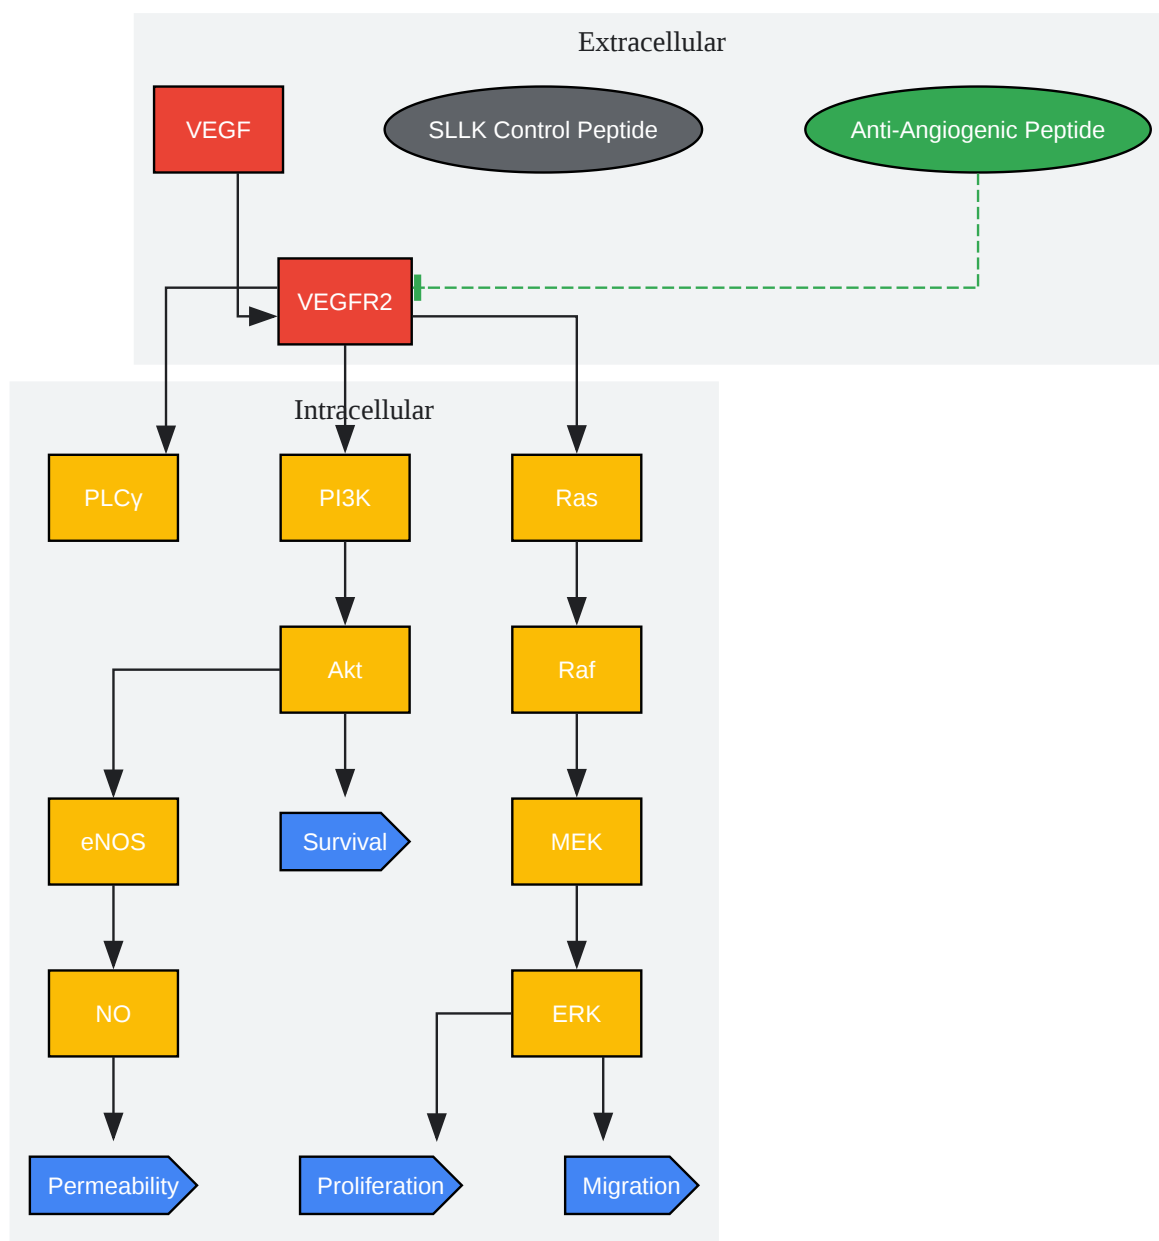 Extracellular
VEGF
SLLK Control Peptide
Anti-Angiogenic Peptide
VEGFR2
Intracellular
PLCγ
PI3K
Ras
Akt
Raf
eNOS
Survival
MEK
NO
ERK
Permeability
Proliferation
Migration